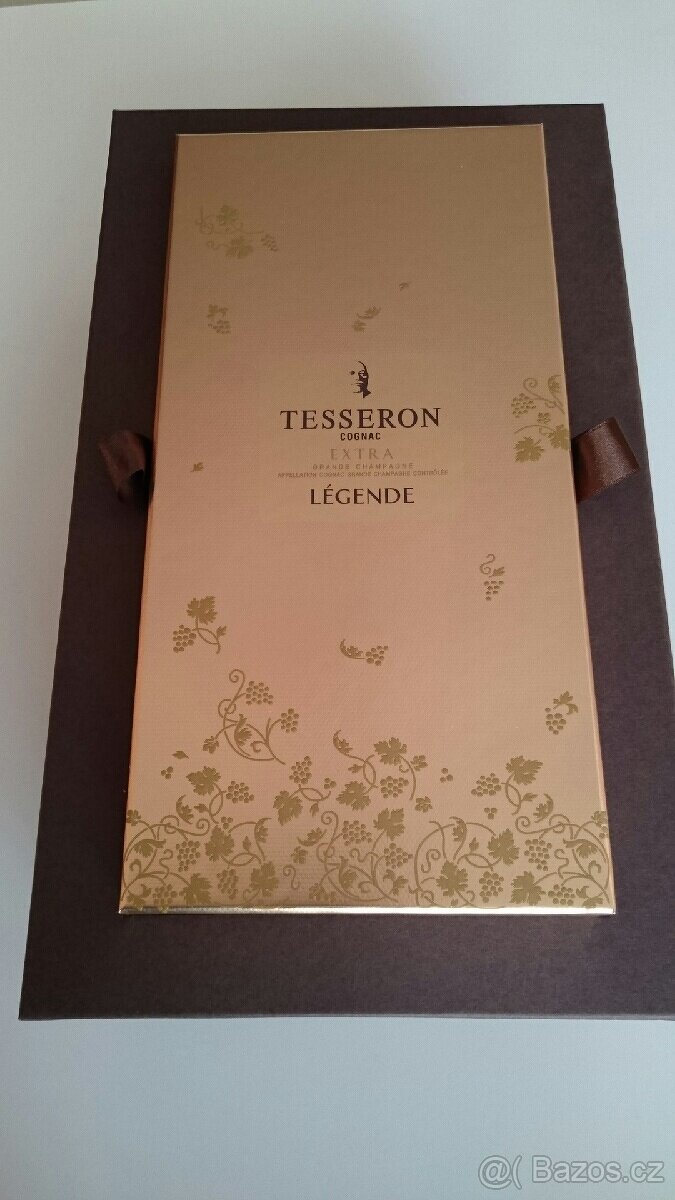 TESSERON
COGNAC
EXTRA
GRANDE CHAMPAGNE
APPELLATION COGNAC GRANDE CHAMPAGNE CONTRÔLÉE
LÉGENDE
@( Bazos.cz